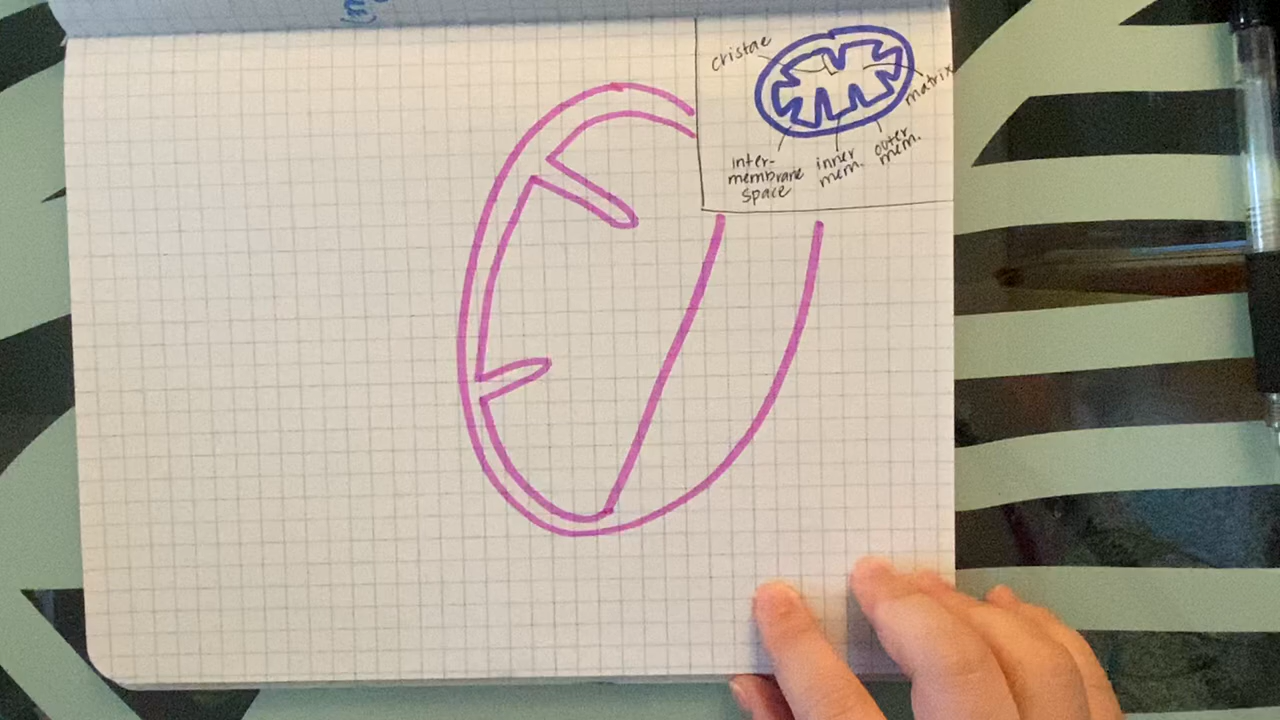 cristae
matrix
inter-
membrane
space
inner
mem.
outer
mem.